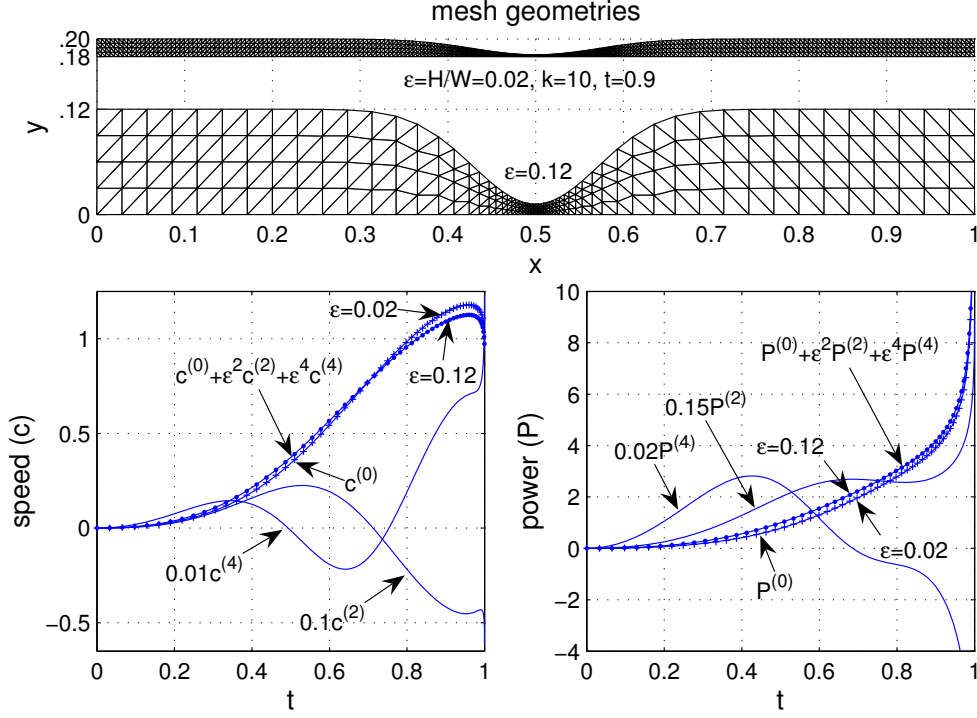 mesh geometries
.20
.18
.12
0
y
ε=H/W=0.02, k=10, t=0.9
ε=0.12
0 0.1 0.2 0.3 0.4 0.5 0.6 0.7 0.8 0.9 1
x
1
0.5
0
−0.5
speed (c)
ε=0.02
ε=0.12
c(0)+ε2c(2)+ε4c(4)
c(0)
0.01c(4)
0.1c(2)
0 0.2 0.4 0.6 0.8 1
t
10
8
6
4
2
0
−2
−4
power (P)
P(0)+ε2P(2)+ε4P(4)
0.15P(2)
0.02P(4)
ε=0.12
ε=0.02
P(0)
0 0.2 0.4 0.6 0.8 1
t